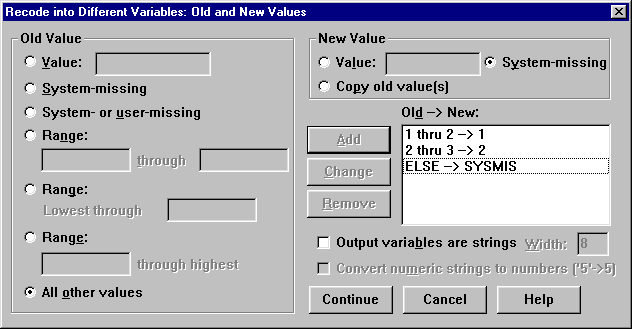 Recode into Different Variables: Old and New Values
Old Value
Value:
System-missing
System- or user-missing
Range:
through
Range:
Lowest through
Range:
through highest
All other values
New Value
Value:
System-missing
Copy old value(s)
Old -> New:
Add
Change
Remove
1 thru 2 -> 1
2 thru 3 -> 2
ELSE -> SYSMIS
Output variables are strings Width: 8
Convert numeric strings to numbers ('5'->5)
Continue Cancel Help